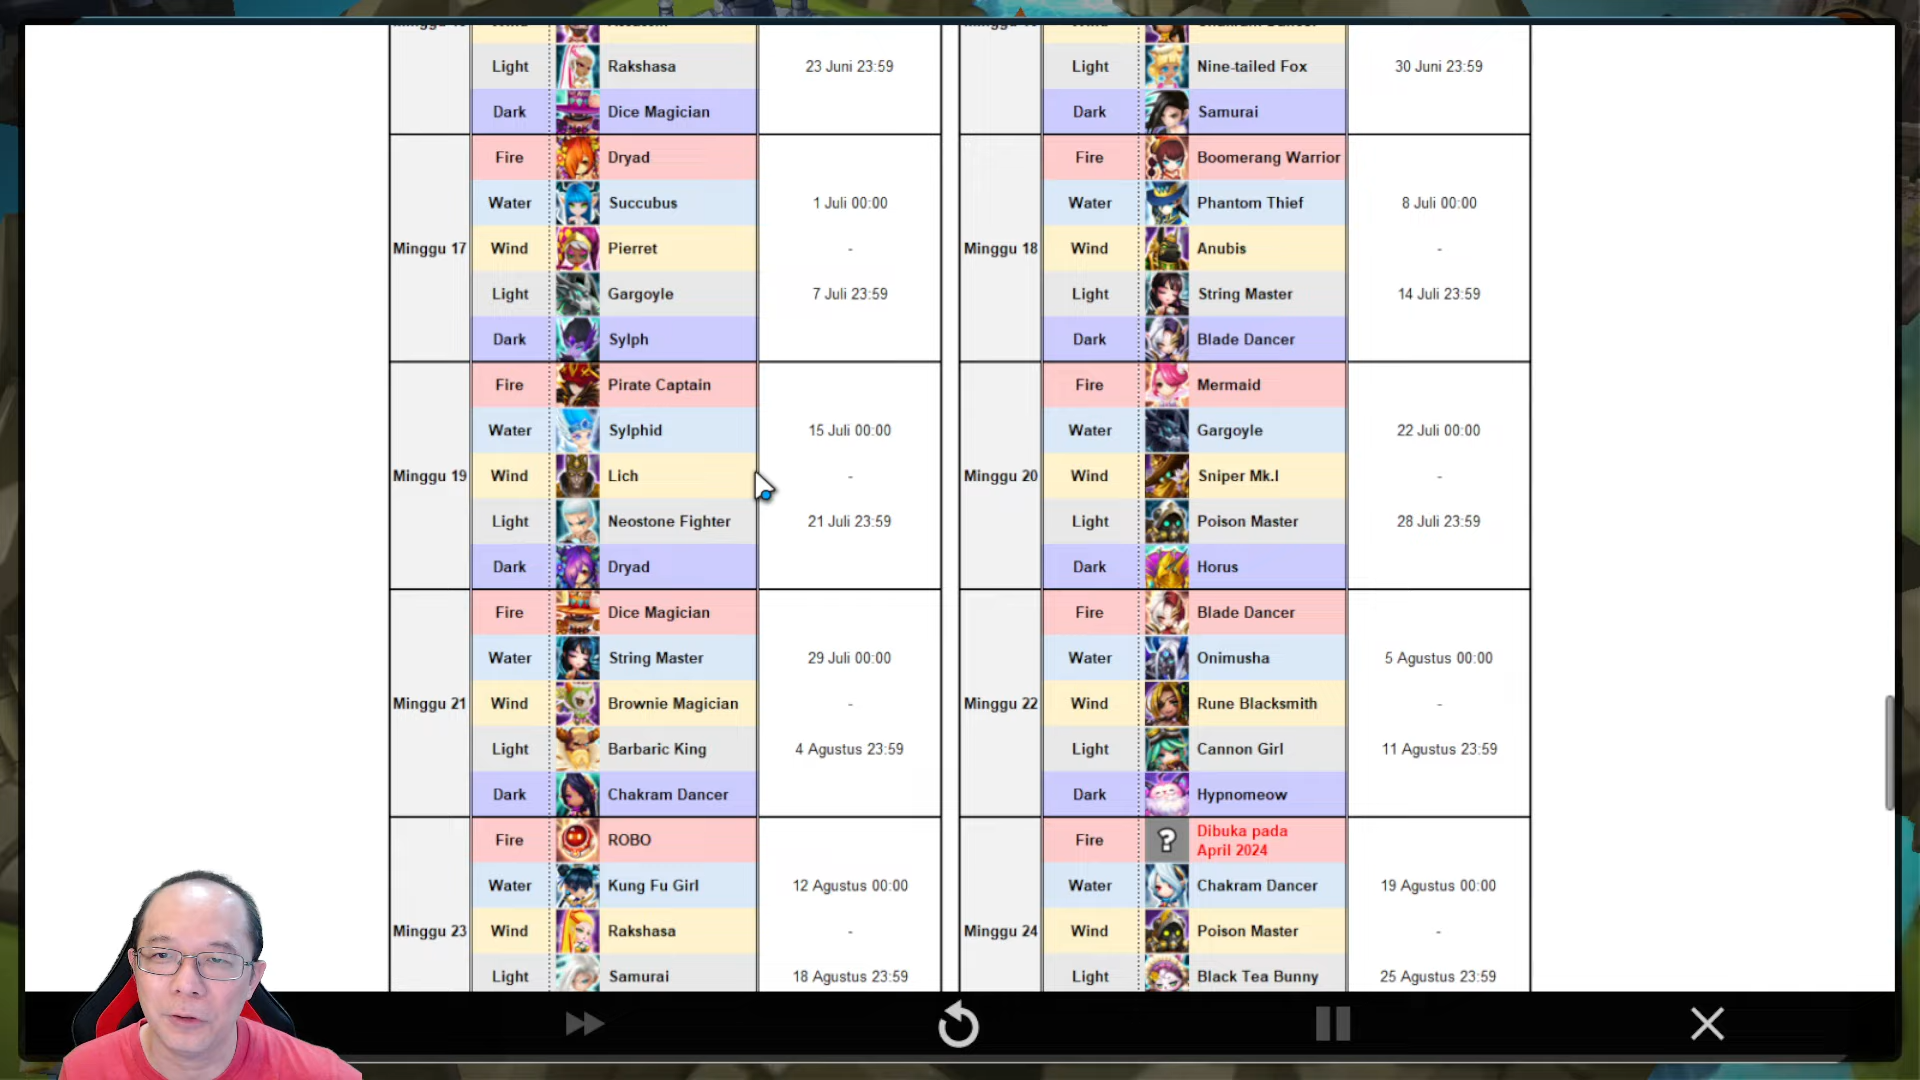 Light Rakshasa 23 Juni 23:59
Dark Dice Magician
Light Nine-tailed Fox 30 Juni 23:59
Dark Samurai
Minggu 17
Fire Dryad
Water Succubus 1 Juli 00:00
Wind Pierret -
Light Gargoyle 7 Juli 23:59
Dark Sylph
Minggu 18
Fire Boomerang Warrior
Water Phantom Thief 8 Juli 00:00
Wind Anubis -
Light String Master 14 Juli 23:59
Dark Blade Dancer
Minggu 19
Fire Pirate Captain
Water Sylphid 15 Juli 00:00
Wind Lich -
Light Neostone Fighter 21 Juli 23:59
Dark Dryad
Minggu 20
Fire Mermaid
Water Gargoyle 22 Juli 00:00
Wind Sniper Mk.I -
Light Poison Master 28 Juli 23:59
Dark Horus
Minggu 21
Fire Dice Magician
Water String Master 29 Juli 00:00
Wind Brownie Magician -
Light Barbaric King 4 Agustus 23:59
Dark Chakram Dancer
Minggu 22
Fire Blade Dancer
Water Onimusha 5 Agustus 00:00
Wind Rune Blacksmith -
Light Cannon Girl 11 Agustus 23:59
Dark Hypnomeow
Minggu 23
Fire ROBO
Water Kung Fu Girl 12 Agustus 00:00
Wind Rakshasa -
Light Samurai 18 Agustus 23:59
Minggu 24
Fire ? Dibuka pada
April 2024
Water Chakram Dancer 19 Agustus 00:00
Wind Poison Master -
Light Black Tea Bunny 25 Agustus 23:59